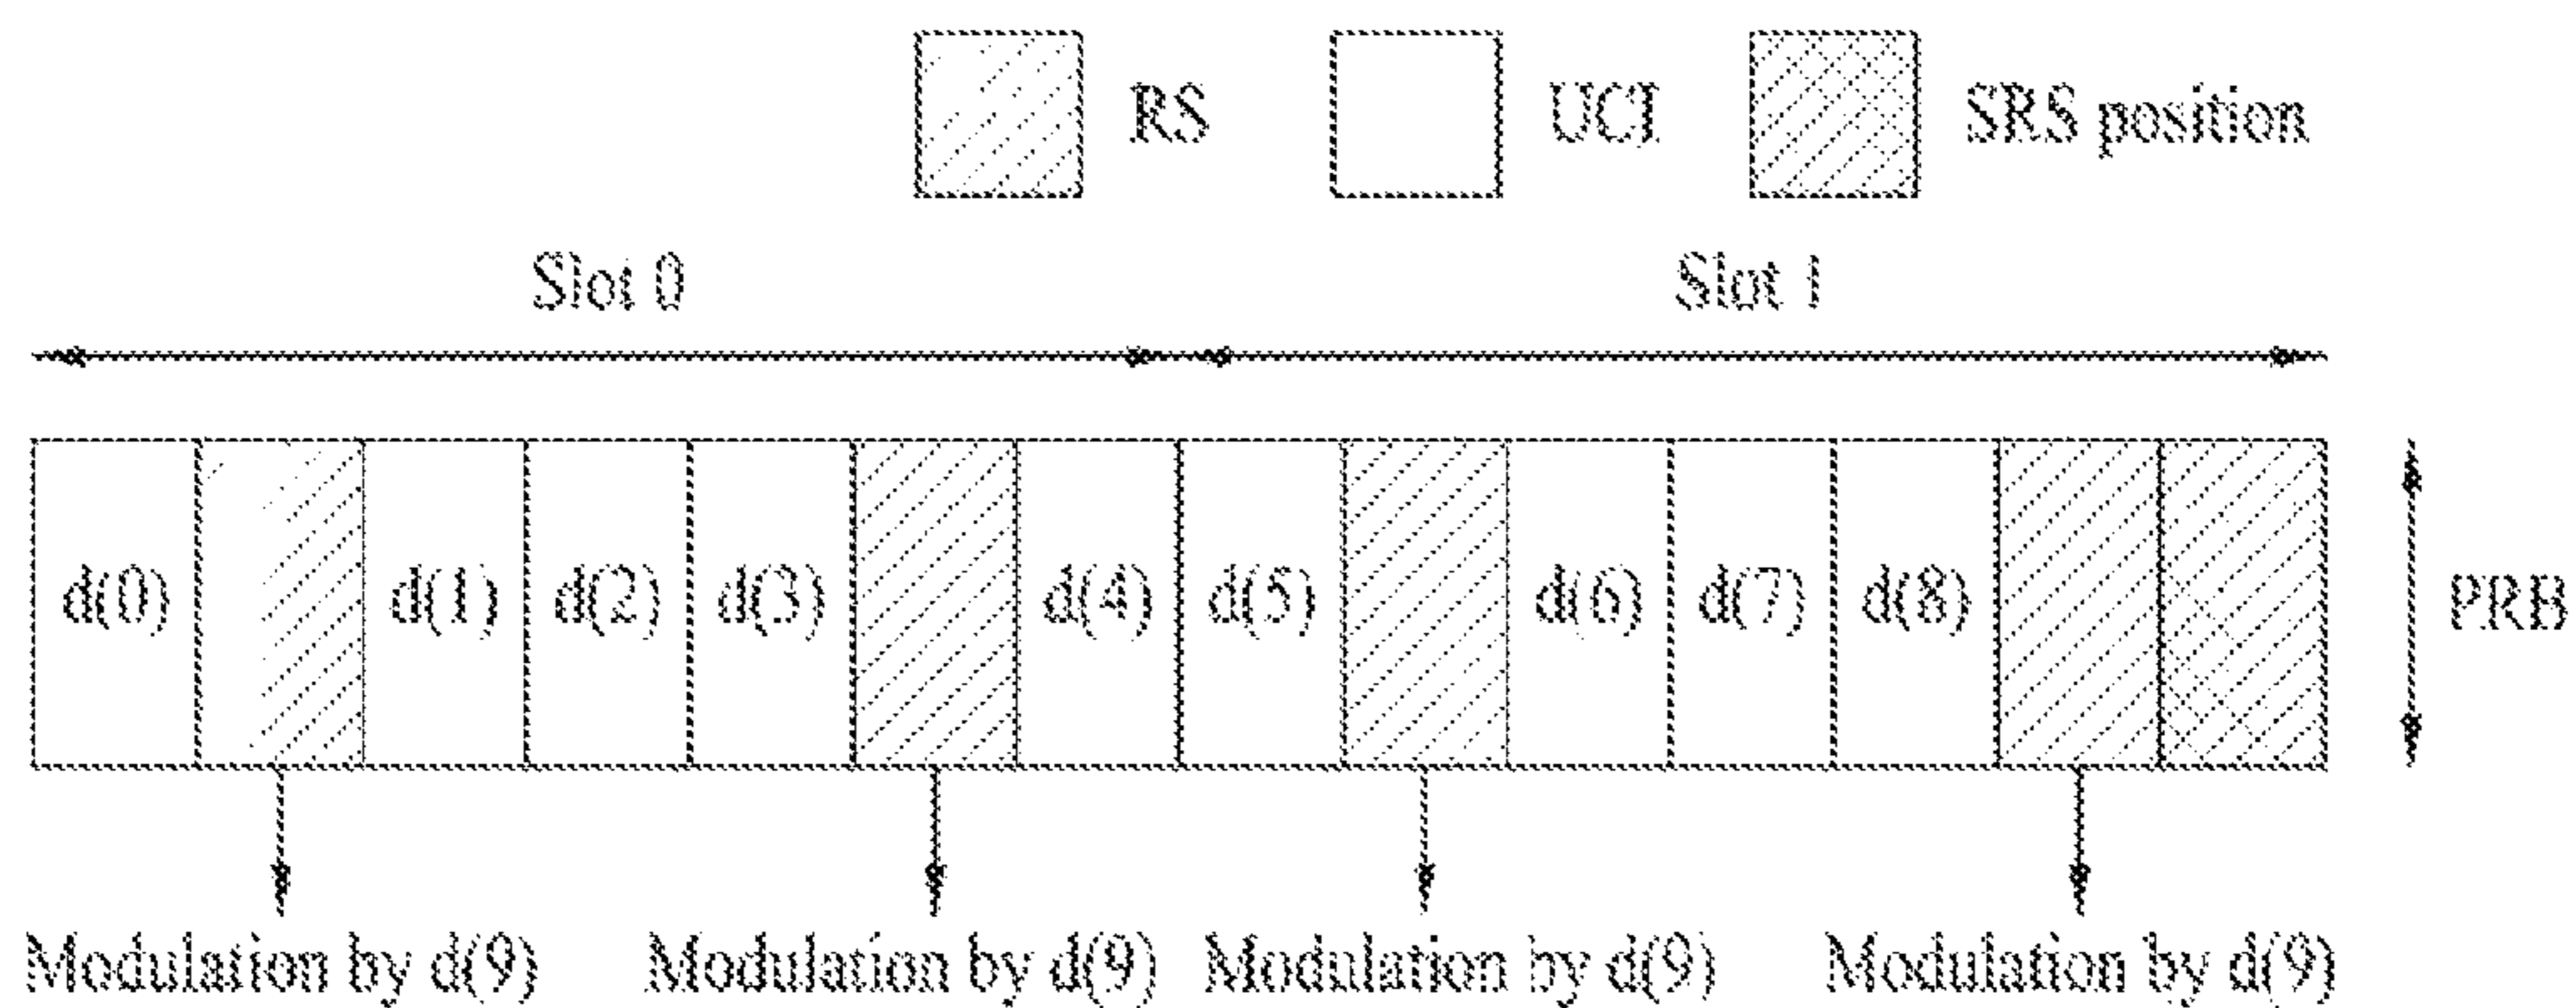 RS UCI SRS position
Slot 0 Slot 1
d(0) d(1) d(2) d(3) d(4) d(5) d(6) d(7) d(8) PRB
Modulation by d(9) Modulation by d(9) Modulation by d(9) Modulation by d(9)